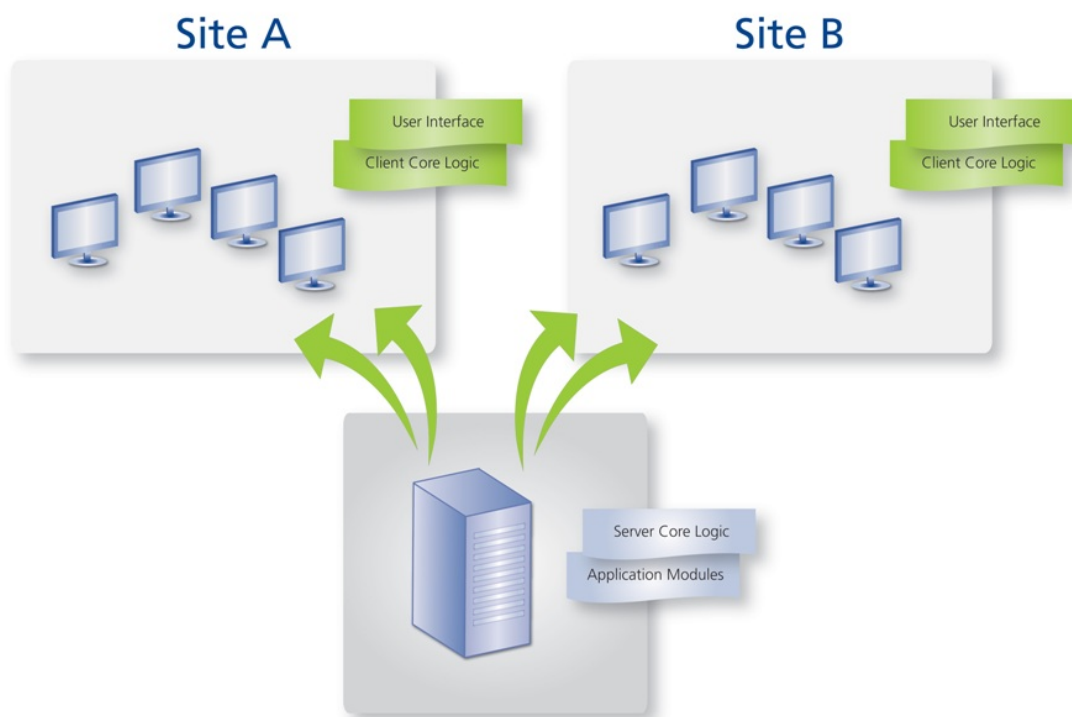 Site A
Site B
User Interface
Client Core Logic
User Interface
Client Core Logic
Server Core Logic
Application Modules